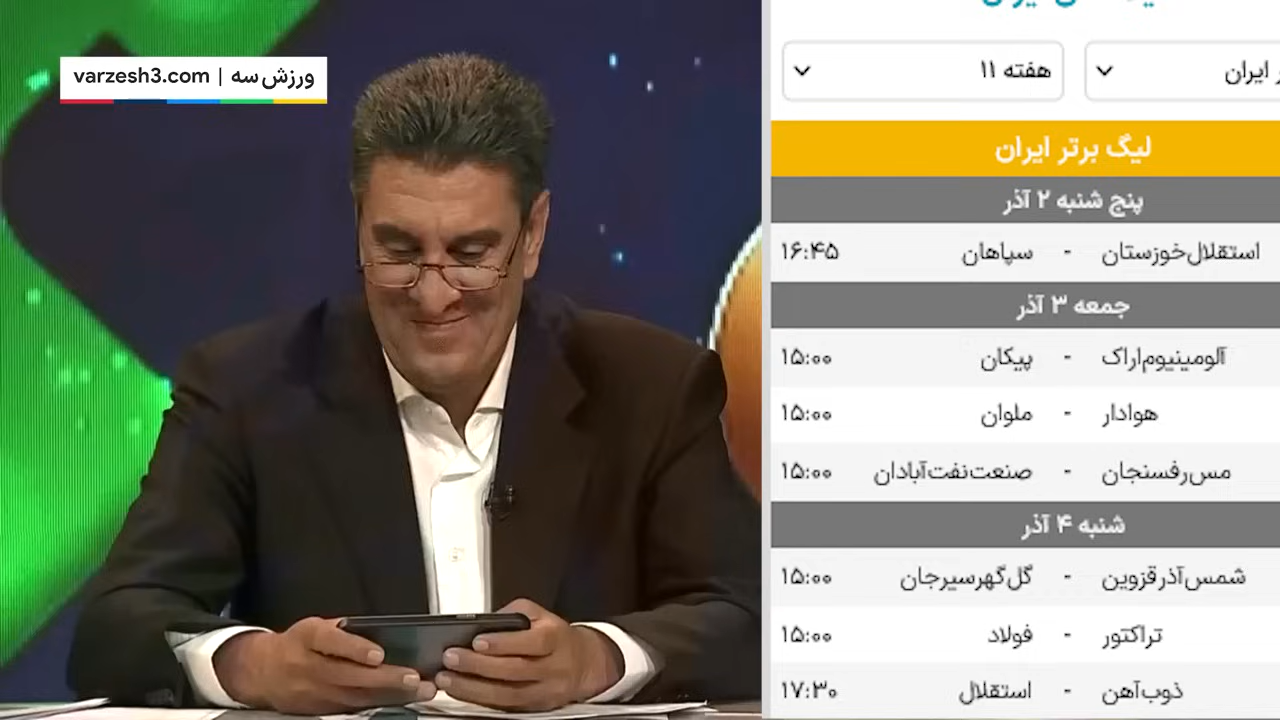 ورزش سه | varzesh3.com
هفته ۱۱
ایران
لیگ برتر ایران
پنج شنبه ۲ آذر
استقلال‌خوزستان - سپاهان ۱۶:۴۵
جمعه ۳ آذر
آلومینیوم‌اراک - پیکان ۱۵:۰۰
هوادار - ملوان ۱۵:۰۰
مس‌رفسنجان - صنعت‌نفت‌آبادان ۱۵:۰۰
شنبه ۴ آذر
شمس‌آذرقزوین - گل‌گهرسیرجان ۱۵:۰۰
تراکتور - فولاد ۱۵:۰۰
ذوب‌آهن - استقلال ۱۷:۳۰